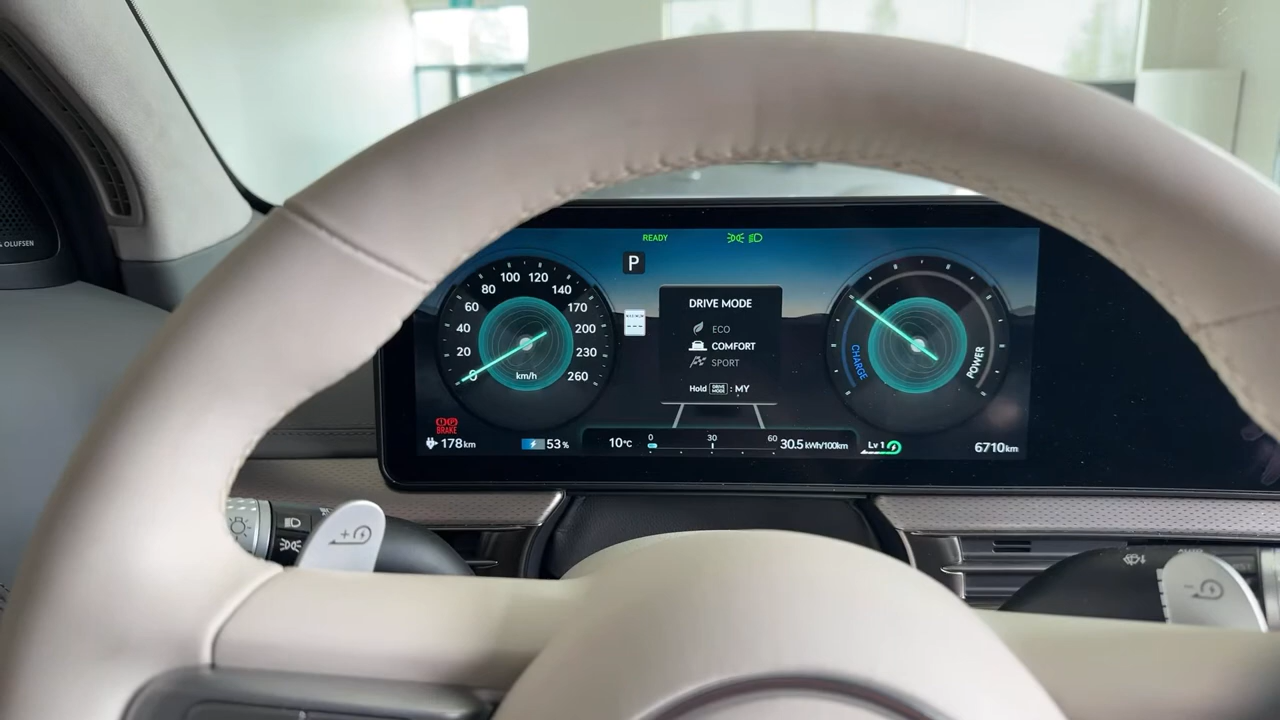 & OLUFSEN
READY
P
0
20
40
60
80
100
120
140
170
200
230
260
km/h
DRIVE MODE
ECO
COMFORT
SPORT
Hold DRIVE MODE : MY
CHARGE
POWER
BRAKE
178km
53%
10°C
0 30 60
30.5kWh/100km
Lv 1
6710km
+
-